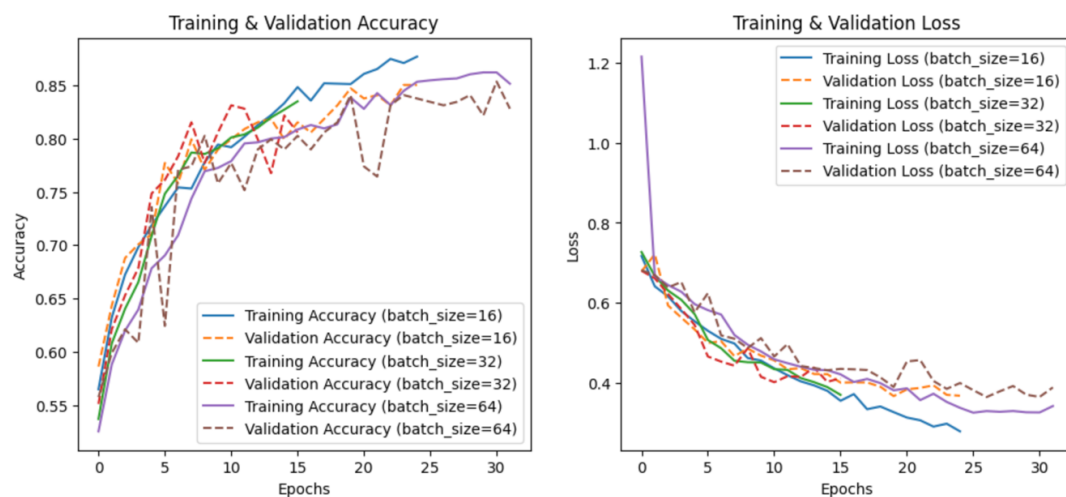 Training & Validation Accuracy
Accuracy
0.85
0.80
0.75
0.70
0.65
0.60
0.55
Training Accuracy (batch_size=16)
Validation Accuracy (batch_size=16)
Training Accuracy (batch_size=32)
Validation Accuracy (batch_size=32)
Training Accuracy (batch_size=64)
Validation Accuracy (batch_size=64)
0 5 10 15 20 25 30
Epochs
Training & Validation Loss
Loss
1.2
1.0
0.8
0.6
0.4
Training Loss (batch_size=16)
Validation Loss (batch_size=16)
Training Loss (batch_size=32)
Validation Loss (batch_size=32)
Training Loss (batch_size=64)
Validation Loss (batch_size=64)
0 5 10 15 20 25 30
Epochs